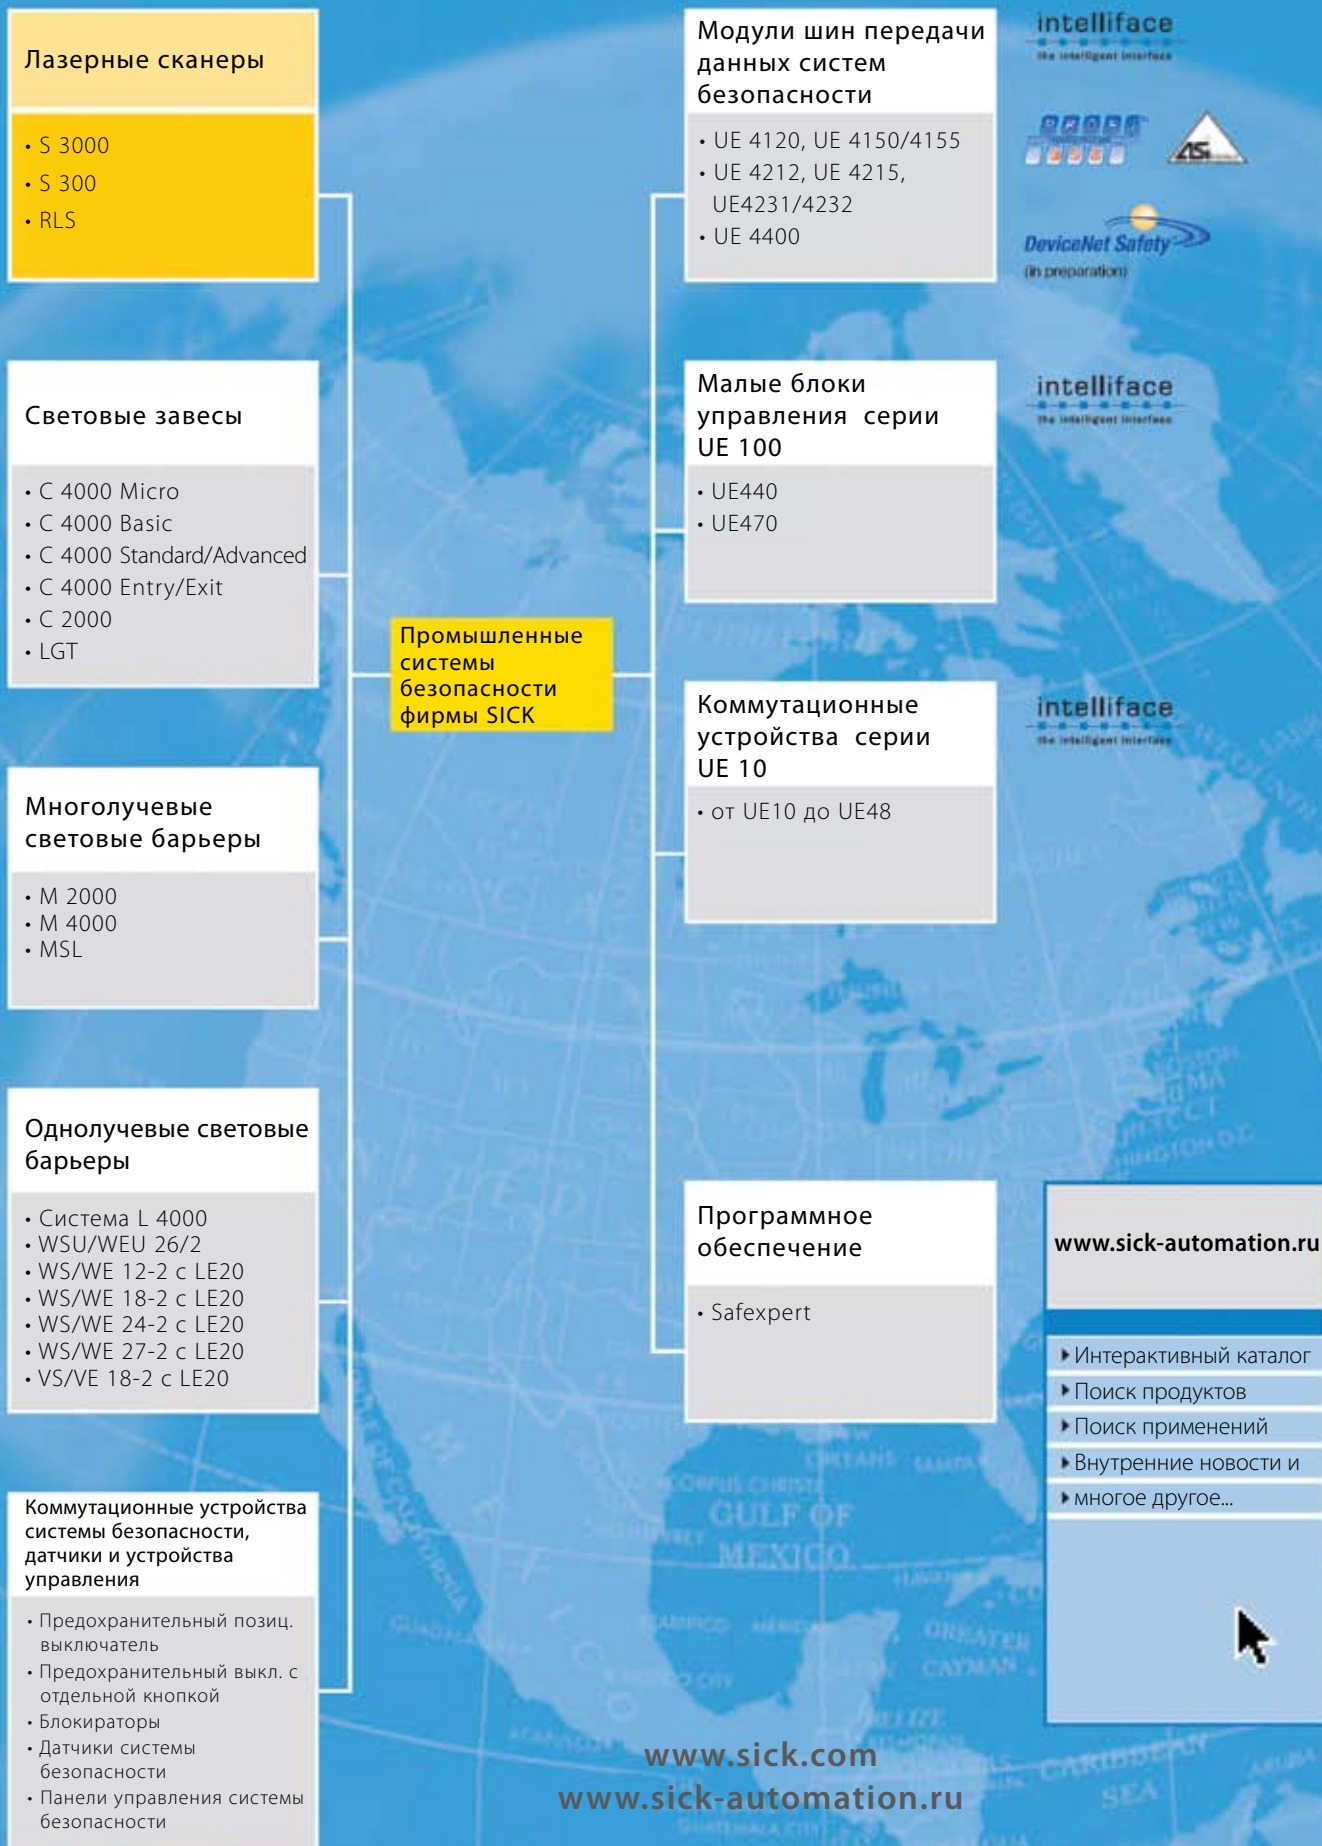 Лазерные сканеры
• S 3000
• S 300
• RLS
Световые завесы
• C 4000 Micro
• C 4000 Basic
• C 4000 Standard/Advanced
• C 4000 Entry/Exit
• C 2000
• LGT
Многолучевые
световые барьеры
• M 2000
• M 4000
• MSL
Однолучевые световые
барьеры
• Система L 4000
• WSU/WEU 26/2
• WS/WE 12-2 с LE20
• WS/WE 18-2 с LE20
• WS/WE 24-2 с LE20
• WS/WE 27-2 с LE20
• VS/VE 18-2 с LE20
Коммутационные устройства
системы безопасности,
датчики и устройства
управления
• Предохранительный позиц.
выключатель
• Предохранительный выкл. с
отдельной кнопкой
• Блокираторы
• Датчики системы
безопасности
• Панели управления системы
безопасности
Промышленные
системы
безопасности
фирмы SICK
Модули шин передачи
данных систем
безопасности
• UE 4120, UE 4150/4155
• UE 4212, UE 4215,
UE4231/4232
• UE 4400
intelliface
the intelligent interface
ASi
DeviceNet Safety
(in preparation)
Малые блоки
управления серии
UE 100
• UE440
• UE470
intelliface
the intelligent interface
Коммутационные
устройства серии
UE 10
• от UE10 до UE48
intelliface
the intelligent interface
Программное
обеспечение
• Safexpert
www.sick-automation.ru
Интерактивный каталог
Поиск продуктов
Поиск применений
Внутренние новости и
многое другое...
GULF OF
MEXICO
GREATER
CAYMAN
BELIZE
CARIBBEAN
SEA
www.sick.com
www.sick-automation.ru